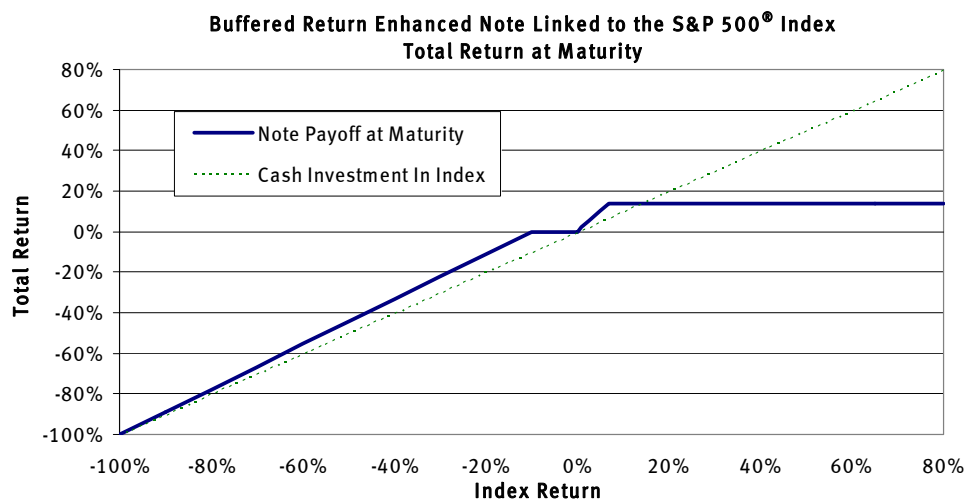 Buffered Return Enhanced Note Linked to the S&P 500® Index
Total Return at Maturity
80%
60%
40%
20%
0%
-20%
-40%
-60%
-80%
-100%
Total Return
Note Payoff at Maturity
Cash Investment In Index
-100% -80% -60% -40% -20% 0% 20% 40% 60% 80%
Index Return